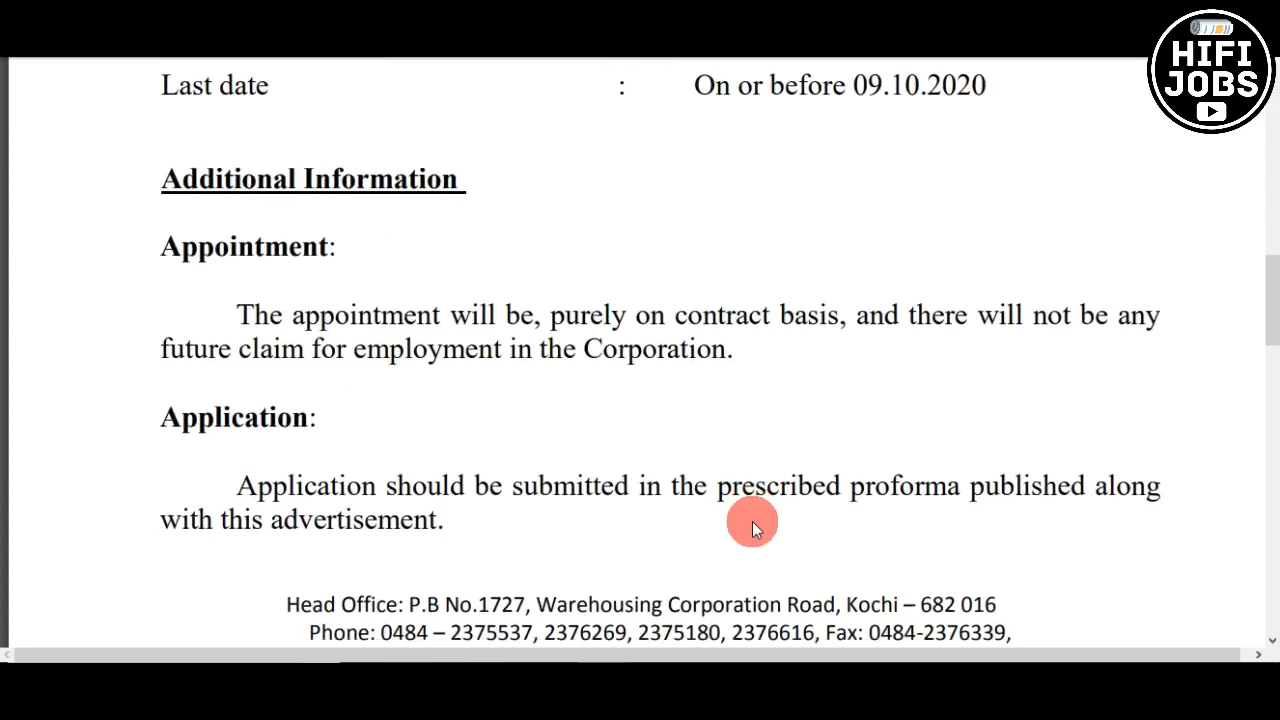 HIFI
JOBS
Last date : On or before 09.10.2020
Additional Information
Appointment:
The appointment will be, purely on contract basis, and there will not be any
future claim for employment in the Corporation.
Application:
Application should be submitted in the prescribed proforma published along
with this advertisement.
Head Office: P.B No.1727, Warehousing Corporation Road, Kochi – 682 016
Phone: 0484 – 2375537, 2376269, 2375180, 2376616, Fax: 0484-2376339,